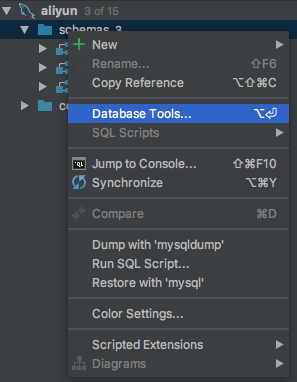 aliyun 3 of 15
schemas 3
New
Rename... ⇧F6
Copy Reference ⌥⇧⌘C
Database Tools... ⌥⏎
SQL Scripts
Jump to Console... ⇧⌘F10
Synchronize ⌥⌘Y
Compare ⌘D
Dump with 'mysqldump'
Run SQL Script...
Restore with 'mysql'
Color Settings...
Scripted Extensions
Diagrams